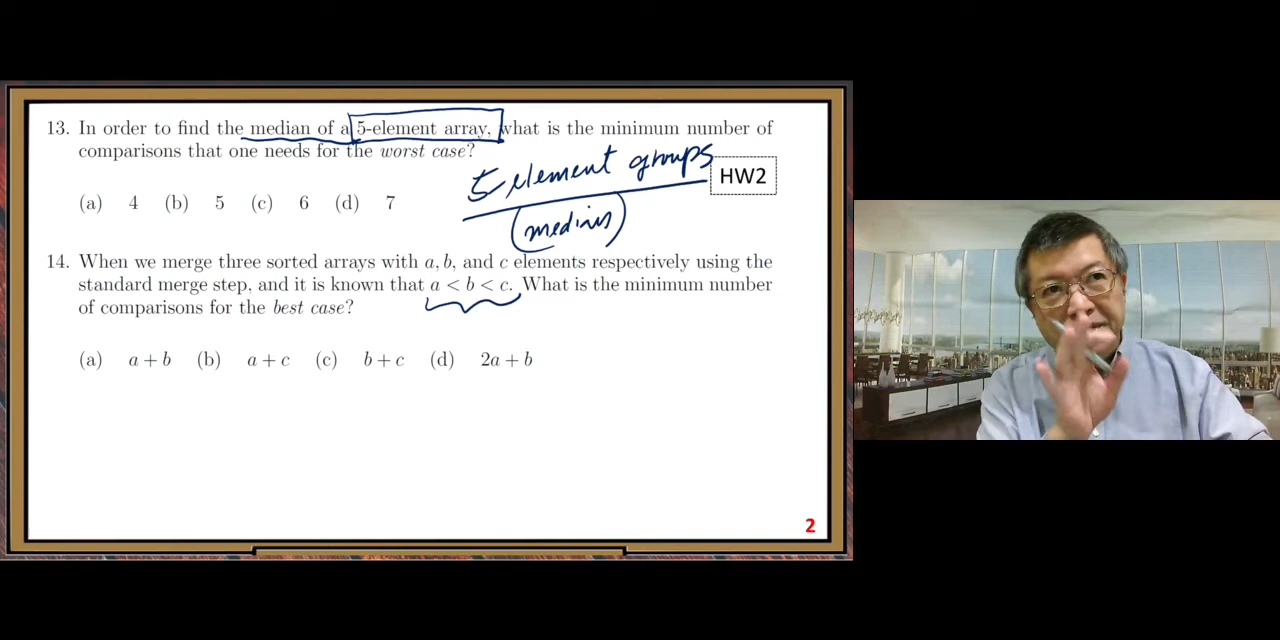 13. In order to find the median of a 5-element array, what is the minimum number of
comparisons that one needs for the worst case?
5 element groups
HW2
(a) 4 (b) 5 (c) 6 (d) 7
(medians)
14. When we merge three sorted arrays with a, b, and c elements respectively using the
standard merge step, and it is known that a < b < c. What is the minimum number
of comparisons for the best case?
(a) a + b (b) a + c (c) b + c (d) 2a + b
2